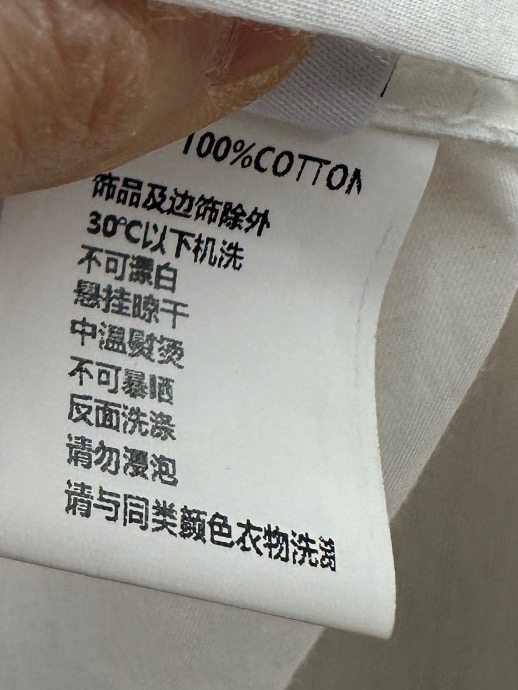 100%COTTON
饰品及边饰除外
30℃以下机洗
不可漂白
悬挂晾干
中温熨烫
不可暴晒
反面洗涤
请勿浸泡
请与同类颜色衣物洗涤